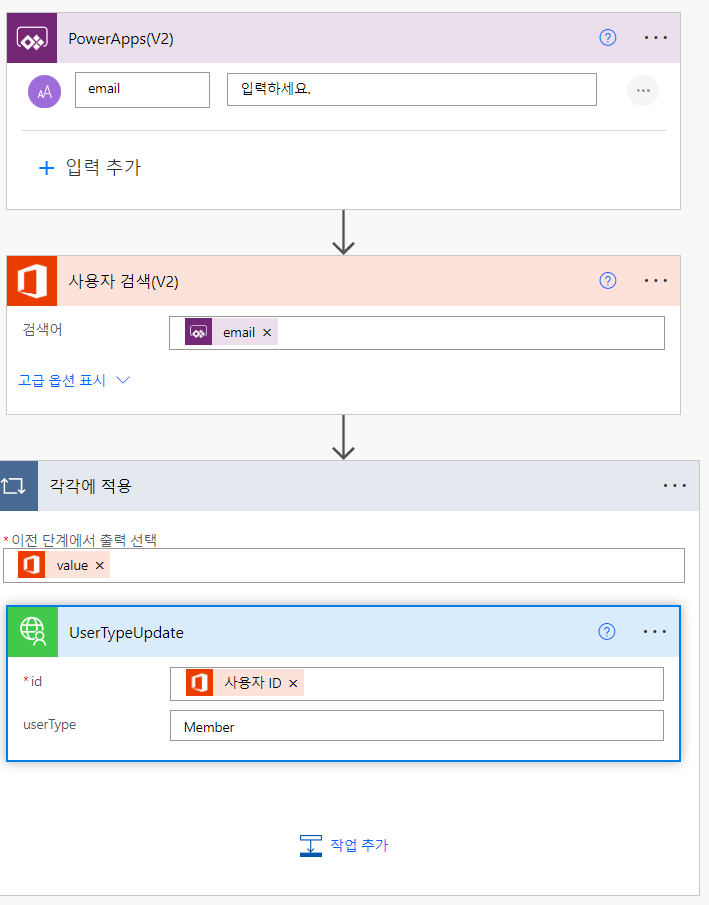 PowerApps(V2)
email 입력하세요.
+ 입력 추가
사용자 검색(V2)
검색어 email ×
고급 옵션 표시
각각에 적용
*이전 단계에서 출력 선택
value ×
UserTypeUpdate
*id 사용자 ID ×
userType Member
작업 추가